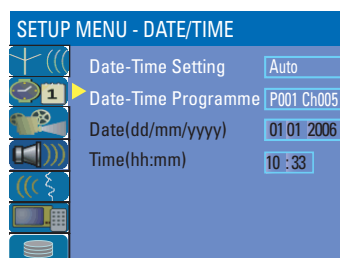 SETUP MENU - DATE/TIME
1
Date-Time Setting Auto
Date-Time Programme P001 Ch005
Date(dd/mm/yyyy) 01 01 2006
Time(hh:mm) 10 : 33